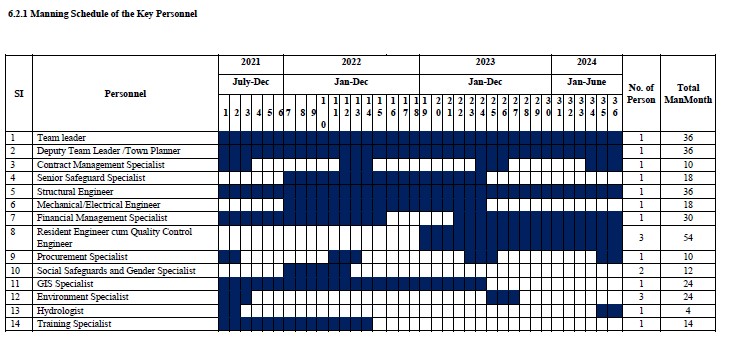 6.2.1 Manning Schedule of the Key Personnel
SI Personnel 2021 2022 2023 2024 No. of Person Total ManMonth
July-Dec Jan-Dec Jan-Dec Jan-June
1 2 3 4 5 6 7 8 9 10 11 12 13 14 15 16 17 18 19 20 21 22 23 24 25 26 27 28 29 30 31 32 33 34 35 36
1 Team leader 1 36
2 Deputy Team Leader /Town Planner 1 36
3 Contract Management Specialist 1 10
4 Senior Safeguard Specialist 1 18
5 Structural Engineer 1 36
6 Mechanical/Electrical Engineer 1 18
7 Financial Management Specialist 1 30
8 Resident Engineer cum Quality Control
Engineer 3 54
9 Procurement Specialist 1 10
10 Social Safeguards and Gender Specialist 2 12
11 GIS Specialist 1 24
12 Environment Specialist 3 24
13 Hydrologist 1 4
14 Training Specialist 1 14